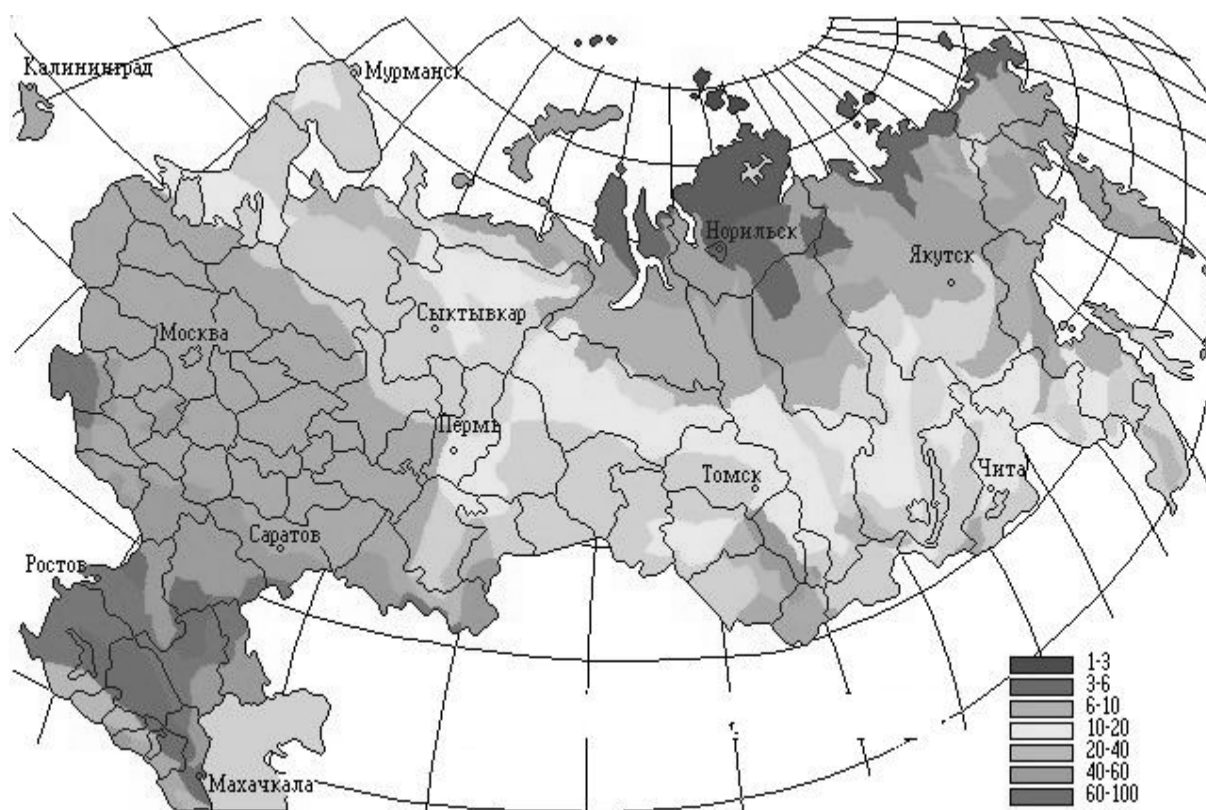 Калининград
Мурманск
Норильск
Якутск
Сыктывкар
Москва
Пермь
Томск
Чита
Саратов
Ростов
Махачкала
1-3
3-6
6-10
10-20
20-40
40-60
60-100